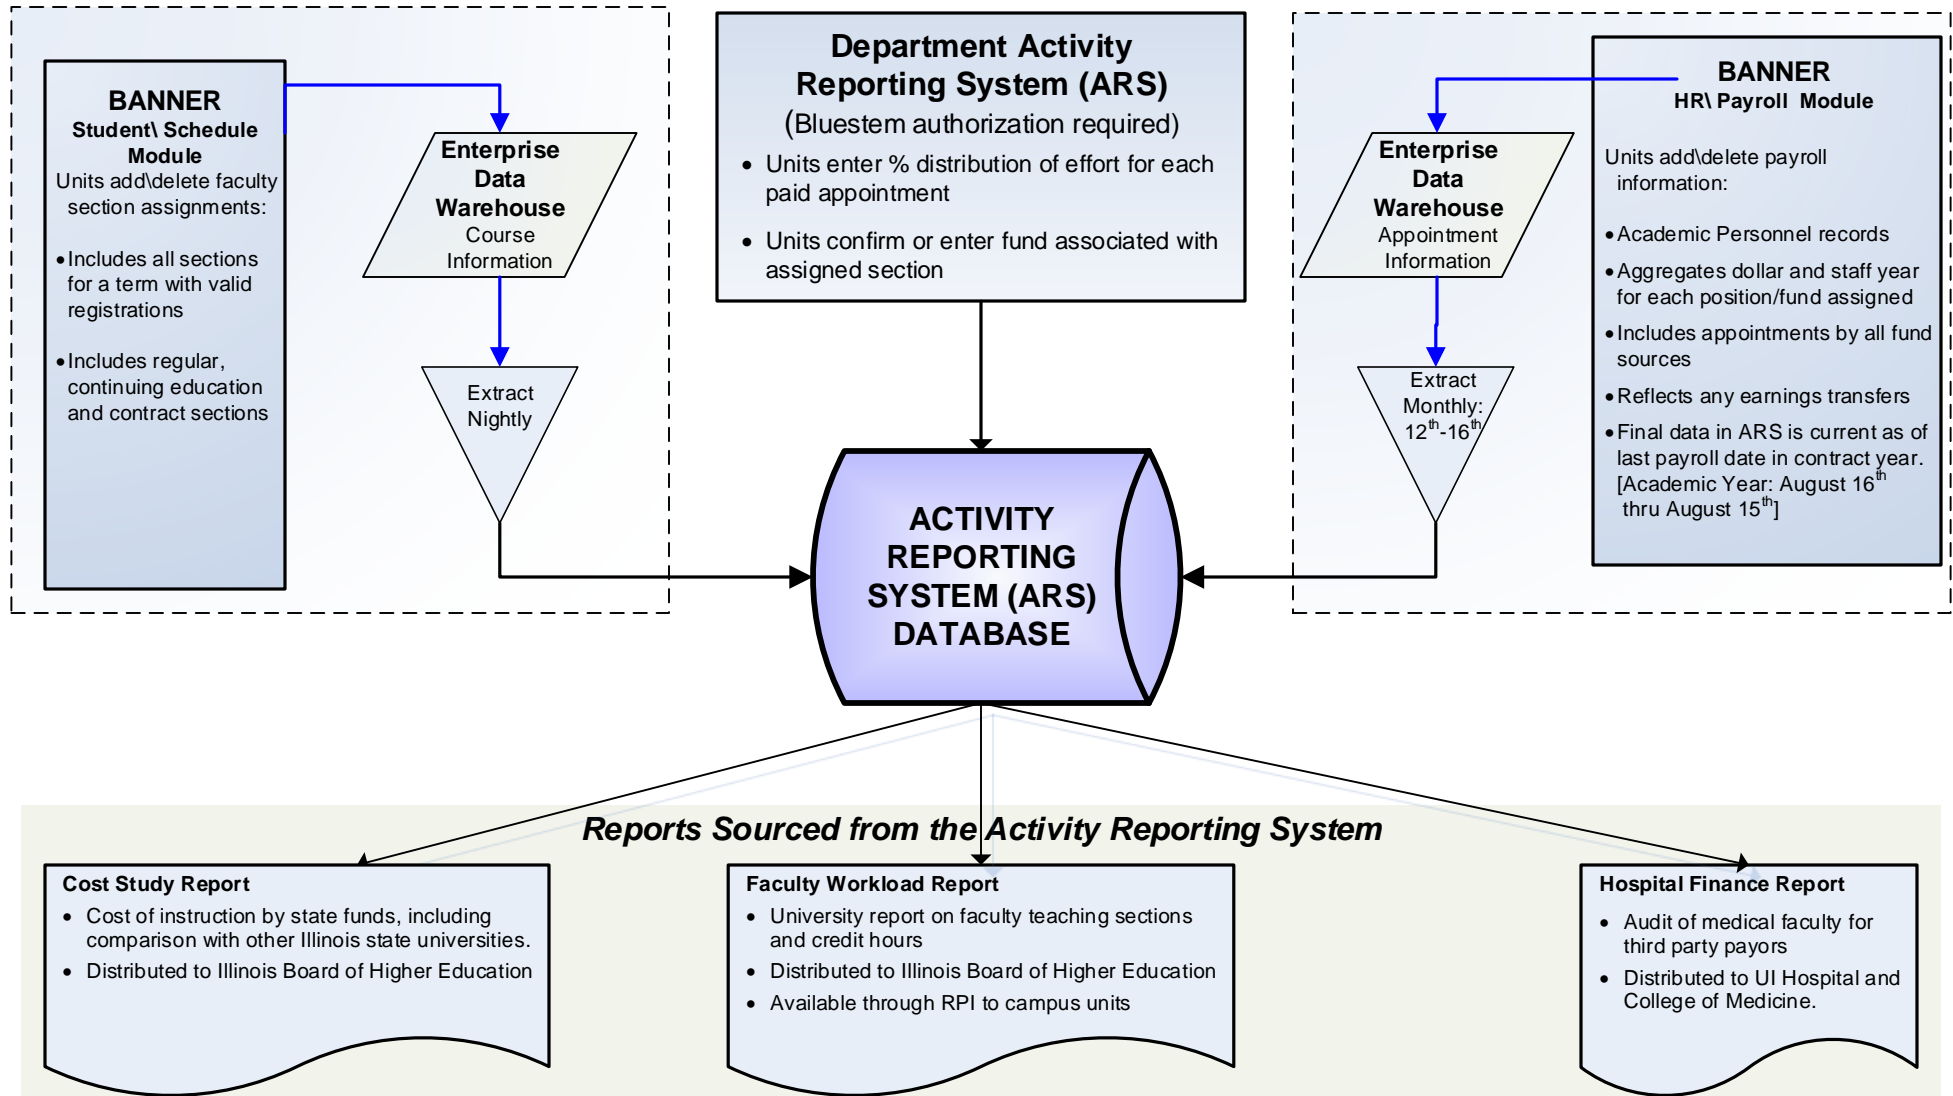 BANNER
Student\ Schedule
Module
Units add\delete faculty
section assignments:
•Includes all sections
for a term with valid
registrations
•Includes regular,
continuing education
and contract sections
Enterprise
Data
Warehouse
Course
Information
Extract
Nightly
Department Activity
Reporting System (ARS)
(Bluestem authorization required)
• Units enter % distribution of effort for each
paid appointment
• Units confirm or enter fund associated with
assigned section
Enterprise
Data
Warehouse
Appointment
Information
Extract
Monthly:
12th-16th
BANNER
HR\ Payroll Module
Units add\delete payroll
information:
•Academic Personnel records
•Aggregates dollar and staff year
for each position/fund assigned
•Includes appointments by all fund
sources
•Reflects any earnings transfers
•Final data in ARS is current as of
last payroll date in contract year.
[Academic Year: August 16th
thru August 15th]
ACTIVITY
REPORTING
SYSTEM (ARS)
DATABASE
Reports Sourced from the Activity Reporting System
Cost Study Report
• Cost of instruction by state funds, including
comparison with other Illinois state universities.
• Distributed to Illinois Board of Higher Education
Faculty Workload Report
• University report on faculty teaching sections
and credit hours
• Distributed to Illinois Board of Higher Education
• Available through RPI to campus units
Hospital Finance Report
• Audit of medical faculty for
third party payors
• Distributed to UI Hospital and
College of Medicine.